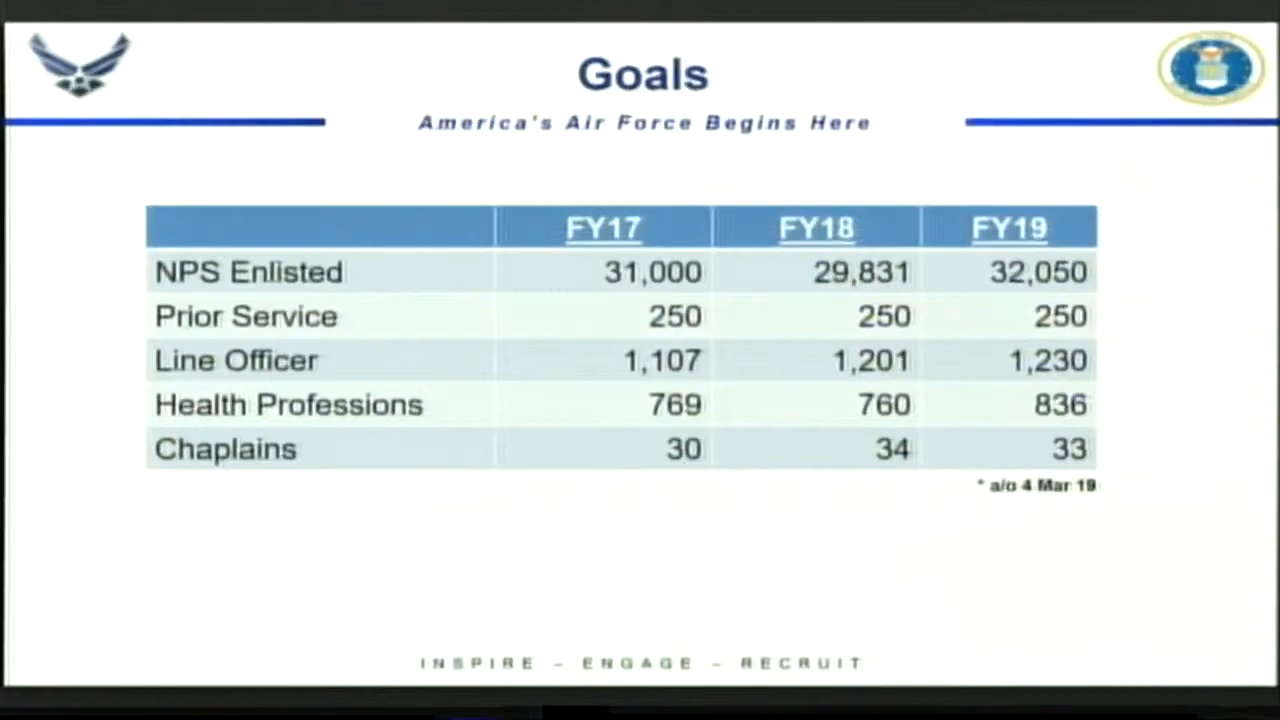 Goals
America's Air Force Begins Here
FY17 FY18 FY19
NPS Enlisted 31,000 29,831 32,050
Prior Service 250 250 250
Line Officer 1,107 1,201 1,230
Health Professions 769 760 836
Chaplains 30 34 33
* a/o 4 Mar 19
INSPIRE – ENGAGE – RECRUIT